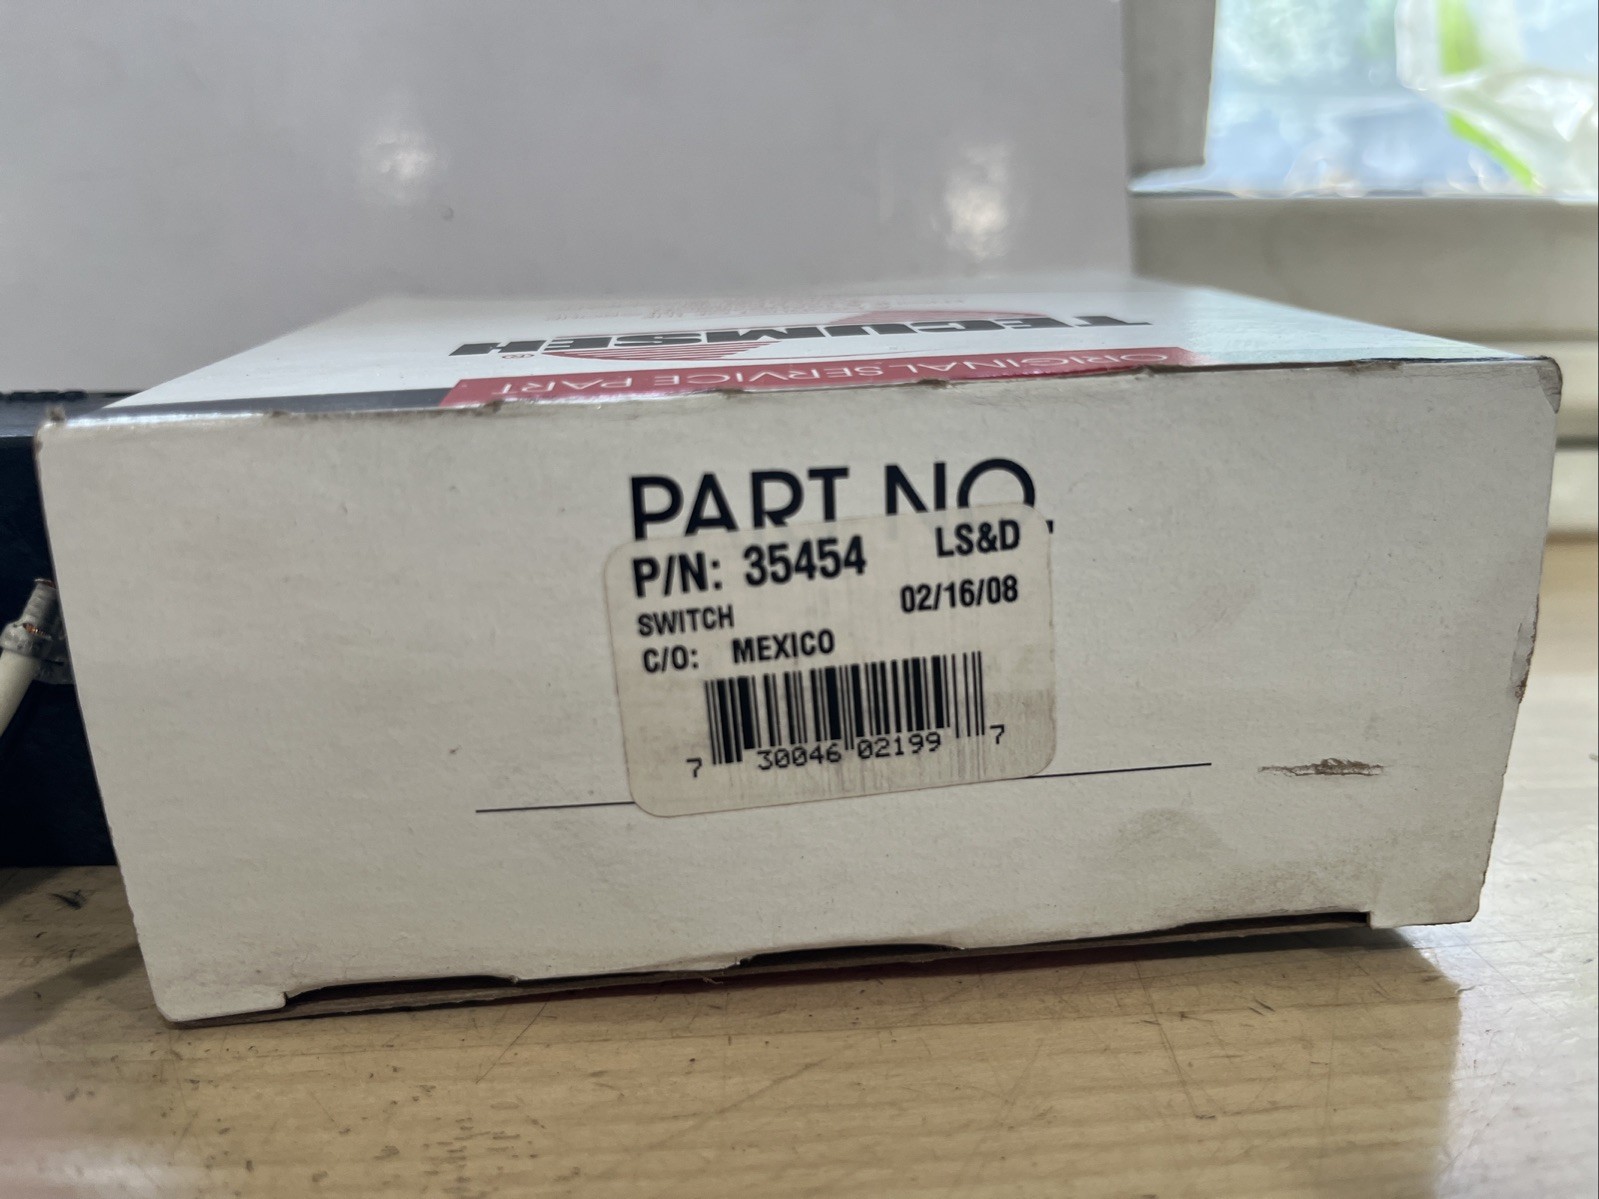 TECUMSEH®
ORIGINAL SERVICE PART
PART NO.
P/N: 35454 LS&D
SWITCH 02/16/08
C/O: MEXICO
7 30046 02199 7